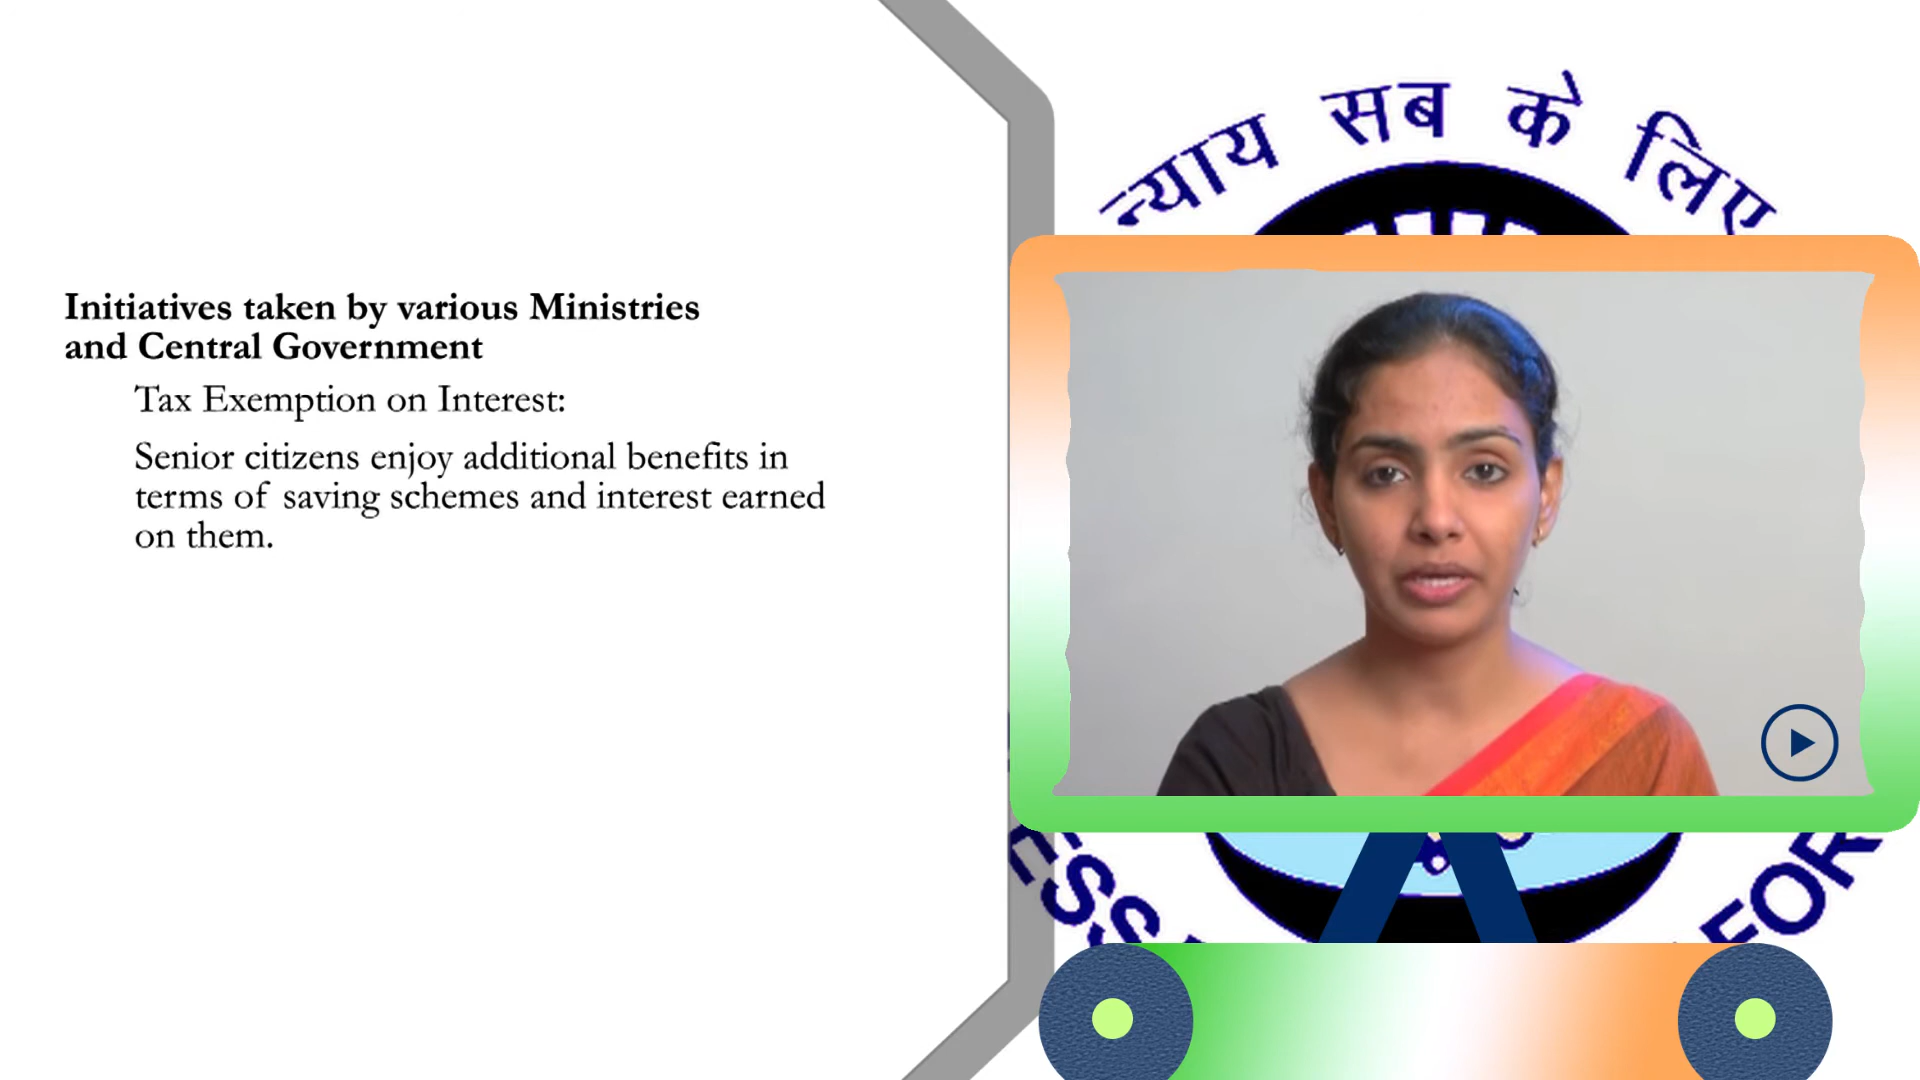 Initiatives taken by various Ministries
and Central Government
Tax Exemption on Interest:
Senior citizens enjoy additional benefits in
terms of saving schemes and interest earned
on them.
न्याय सब के लिए
ESS
FOR